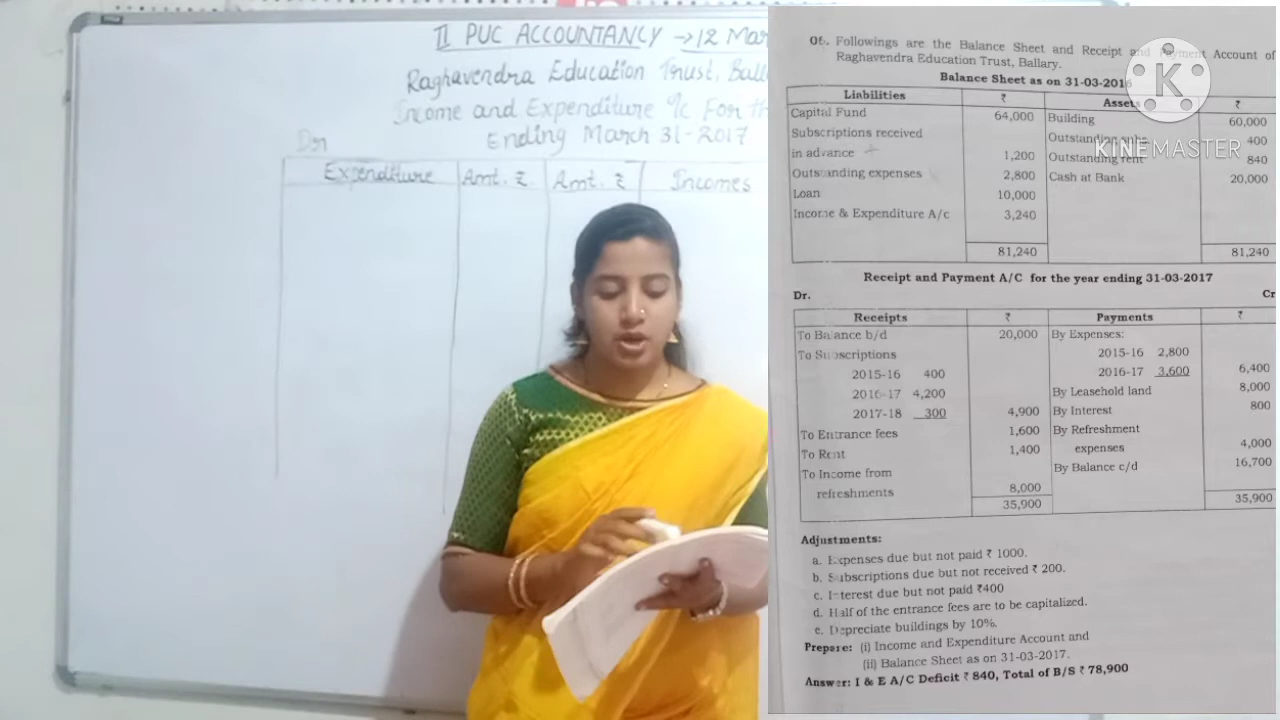 II PUC ACCOUNTANCY → 12 Mar
Raghavendra Education Trust, Balla
Income and Expenditure a/c For th
Ending March 31-2017
Dr
Expenditure Amt. ₹ Amt. ₹ Incomes
06. Followings are the Balance Sheet and Receipt and Payment Account of
Raghavendra Education Trust, Ballary.
Balance Sheet as on 31-03-2016
Liabilities ₹ Assets ₹
Capital Fund 64,000 Building 60,000
Subscriptions received Outstanding subs 400
in advance 1,200 Outstanding rent 840
Outstanding expenses 2,800 Cash at Bank 20,000
Loan 10,000
Income & Expenditure A/c 3,240
81,240 81,240
KINEMASTER
Receipt and Payment A/C for the year ending 31-03-2017
Dr. Cr
Receipts ₹ Payments ₹
To Balance b/d 20,000 By Expenses:
To Subscriptions 2015-16 2,800
2015-16 400 2016-17 3,600 6,400
2016-17 4,200 By Leasehold land 8,000
2017-18 300 4,900 By Interest 800
To Entrance fees 1,600 By Refreshment
To Rent 1,400 expenses 4,000
To Income from By Balance c/d 16,700
refreshments 8,000
35,900 35,900
Adjustments:
a. Expenses due but not paid ₹ 1000.
b. Subscriptions due but not received ₹ 200.
c. Interest due but not paid ₹400
d. Half of the entrance fees are to be capitalized.
e. Depreciate buildings by 10%.
Prepare: (i) Income and Expenditure Account and
(ii) Balance Sheet as on 31-03-2017.
Answer: I & E A/C Deficit ₹ 840, Total of B/S ₹ 78,900